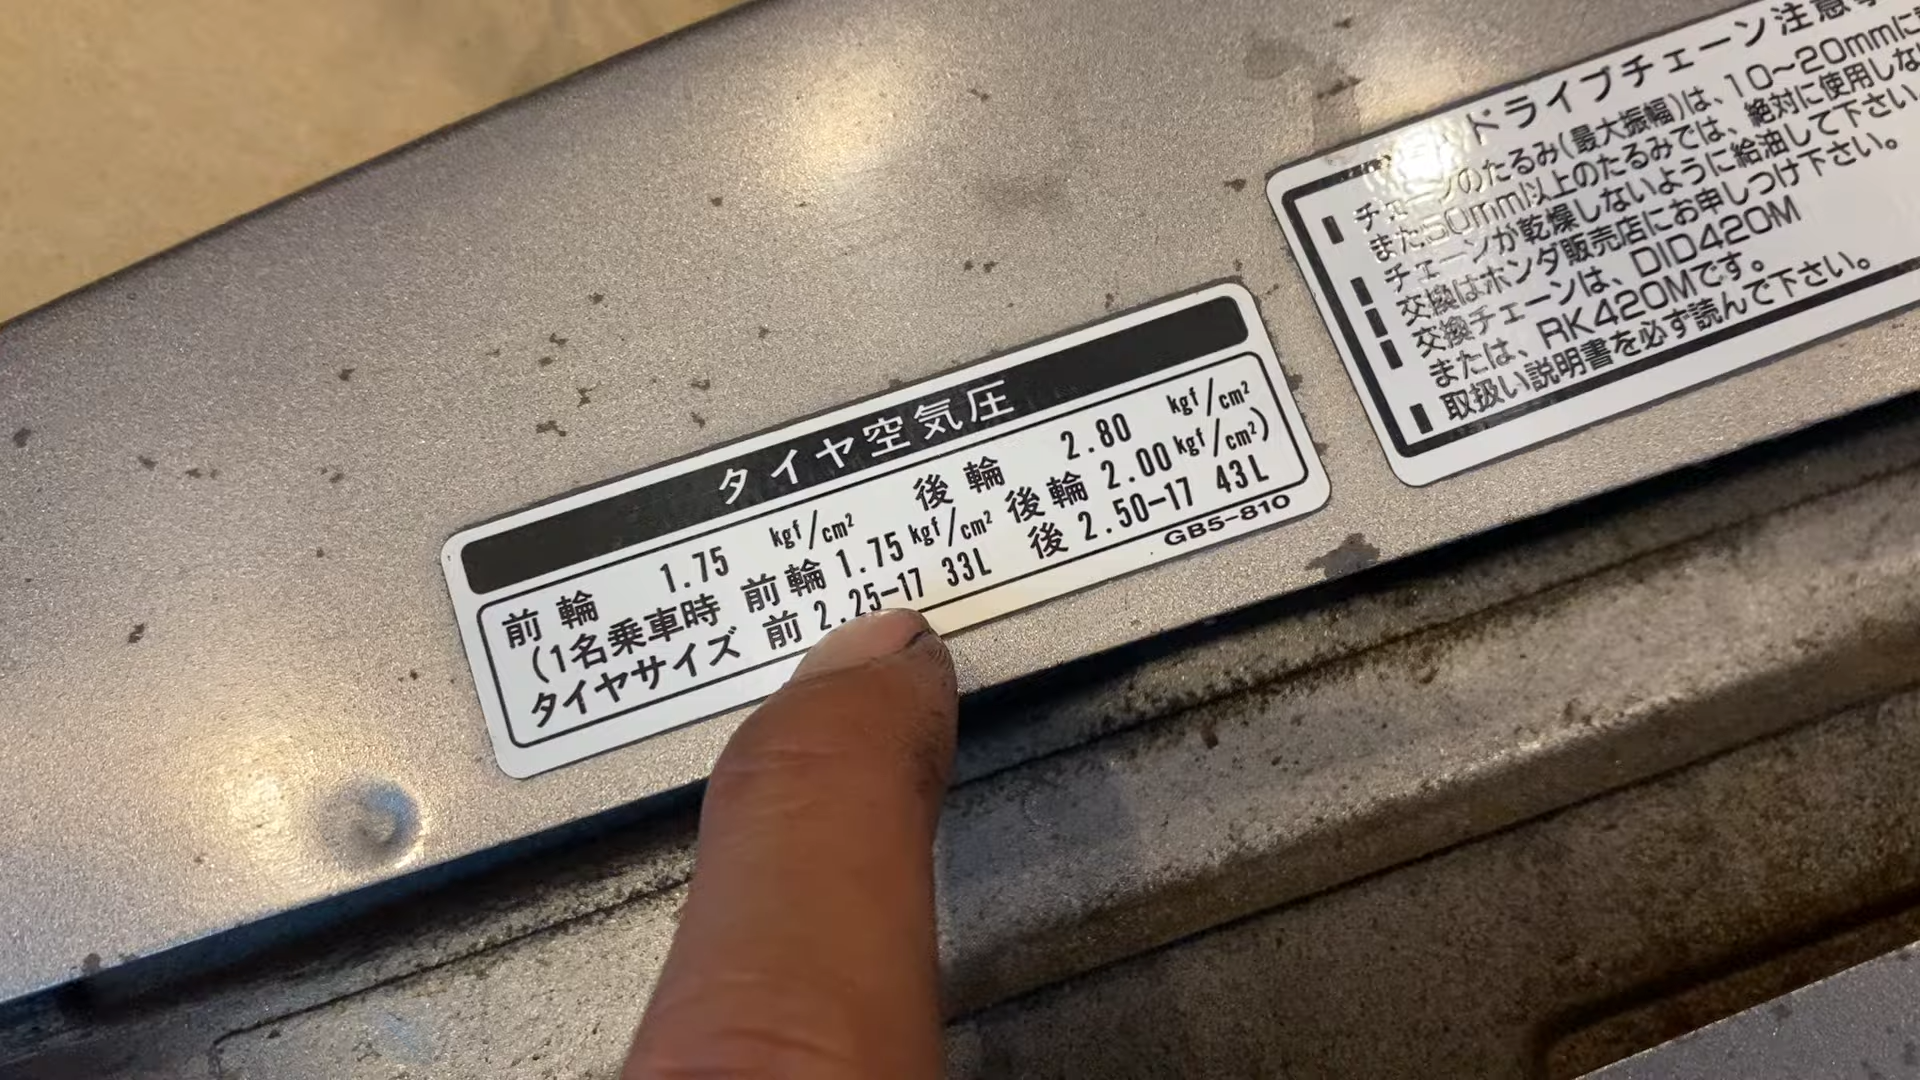 タイヤ空気圧
前輪 1.75 kgf/cm² 後輪 2.80 kgf/cm²
(1名乗車時 前輪 1.75 kgf/cm² 後輪 2.00 kgf/cm²)
タイヤサイズ 前 2.25-17 33L 後 2.50-17 43L
GB5-810
ドライブチェーン注意
チェーンのたるみ(最大振幅)は、10~20mmに
また50mm以上のたるみでは、絶対に使用しな
チェーンが乾燥しないように給油して下さい。
交換はホンダ販売店にお申しつけ下さい。
交換チェーンは、DID420M
または、RK420Mです。
取扱い説明書を必ず読んで下さい。